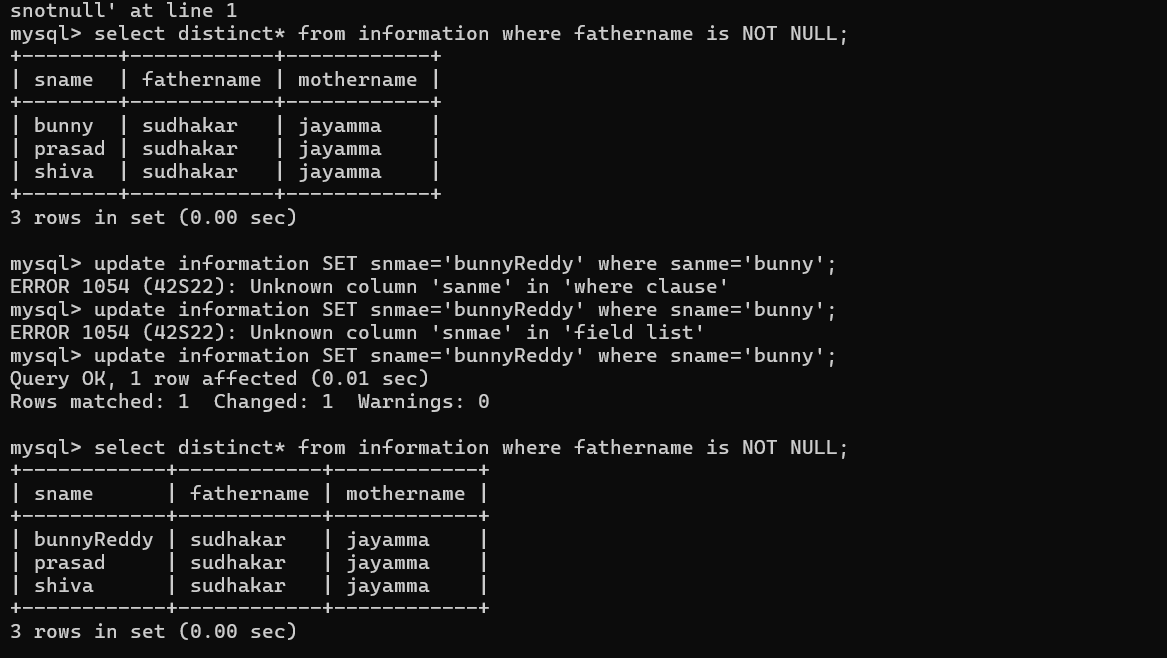 snotnull' at line 1
mysql> select distinct* from information where fathername is NOT NULL;
+--------+------------+------------+
| sname  | fathername | mothername |
+--------+------------+------------+
| bunny  | sudhakar   | jayamma    |
| prasad | sudhakar   | jayamma    |
| shiva  | sudhakar   | jayamma    |
+--------+------------+------------+
3 rows in set (0.00 sec)

mysql> update information SET snmae='bunnyReddy' where sanme='bunny';
ERROR 1054 (42S22): Unknown column 'sanme' in 'where clause'
mysql> update information SET snmae='bunnyReddy' where sname='bunny';
ERROR 1054 (42S22): Unknown column 'snmae' in 'field list'
mysql> update information SET sname='bunnyReddy' where sname='bunny';
Query OK, 1 row affected (0.01 sec)
Rows matched: 1  Changed: 1  Warnings: 0

mysql> select distinct* from information where fathername is NOT NULL;
+------------+------------+------------+
| sname      | fathername | mothername |
+------------+------------+------------+
| bunnyReddy | sudhakar   | jayamma    |
| prasad     | sudhakar   | jayamma    |
| shiva      | sudhakar   | jayamma    |
+------------+------------+------------+
3 rows in set (0.00 sec)